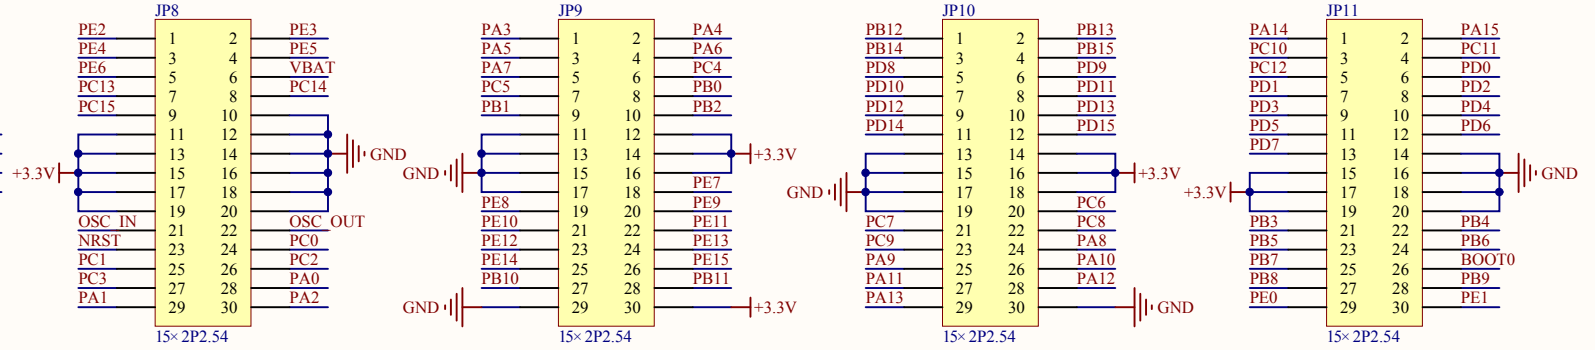 JP8 JP9 JP10 JP11
PE2 1 2 PE3 PA3 1 2 PA4 PB12 1 2 PB13 PA14 1 2 PA15
PE4 3 4 PE5 PA5 3 4 PA6 PB14 3 4 PB15 PC10 3 4 PC11
PE6 5 6 VBAT PA7 5 6 PC4 PD8 5 6 PD9 PC12 5 6 PD0
PC13 7 8 PC14 PC5 7 8 PB0 PD10 7 8 PD11 PD1 7 8 PD2
PC15 9 10 PB1 9 10 PB2 PD12 9 10 PD13 PD3 9 10 PD4
11 12 11 12 PD14 11 12 PD15 PD5 11 12 PD6
13 14 GND 13 14 +3.3V 13 14 PD7 13 14
+3.3V 15 16 GND 15 16 15 16 +3.3V 15 16 GND
17 18 17 18 PE7 GND 17 18 +3.3V 17 18
19 20 PE8 19 20 PE9 19 20 PC6 19 20
OSC_IN 21 22 OSC_OUT PE10 21 22 PE11 PC7 21 22 PC8 PB3 21 22 PB4
NRST 23 24 PC0 PE12 23 24 PE13 PC9 23 24 PA8 PB5 23 24 PB6
PC1 25 26 PC2 PE14 25 26 PE15 PA9 25 26 PA10 PB7 25 26 BOOT0
PC3 27 28 PA0 PB10 27 28 PB11 PA11 27 28 PA12 PB8 27 28 PB9
PA1 29 30 PA2 GND 29 30 +3.3V PA13 29 30 GND PE0 29 30 PE1
15×2P2.54 15×2P2.54 15×2P2.54 15×2P2.54